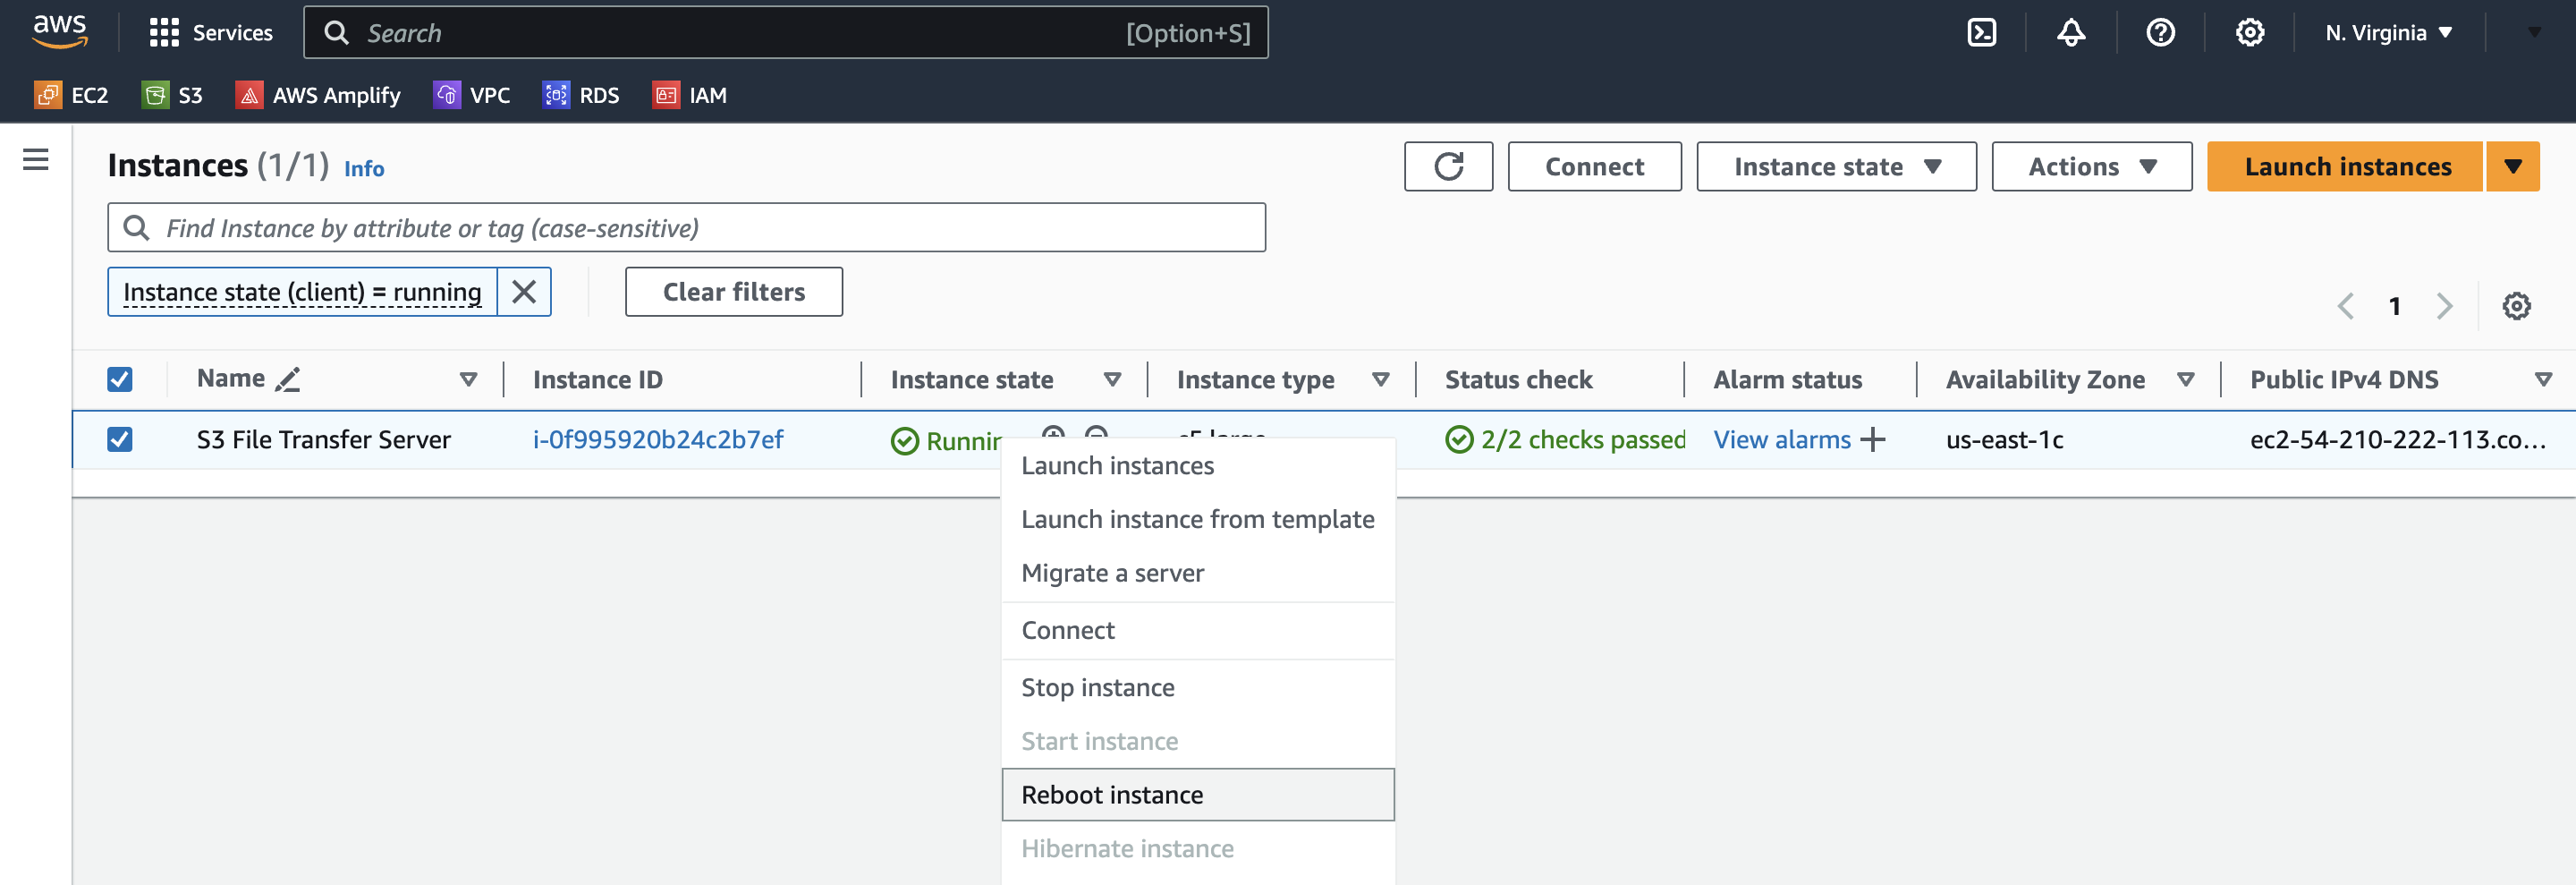 aws Services Search [Option+S] N. Virginia
EC2 S3 AWS Amplify VPC RDS IAM
Instances (1/1) Info Connect Instance state Actions Launch instances
Find Instance by attribute or tag (case-sensitive)
Instance state (client) = running Clear filters
1
Name Instance ID Instance state Instance type Status check Alarm status Availability Zone Public IPv4 DNS
S3 File Transfer Server i-0f995920b24c2b7ef Runnin 2/2 checks passed View alarms us-east-1c ec2-54-210-222-113.co...
Launch instances
Launch instance from template
Migrate a server
Connect
Stop instance
Start instance
Reboot instance
Hibernate instance